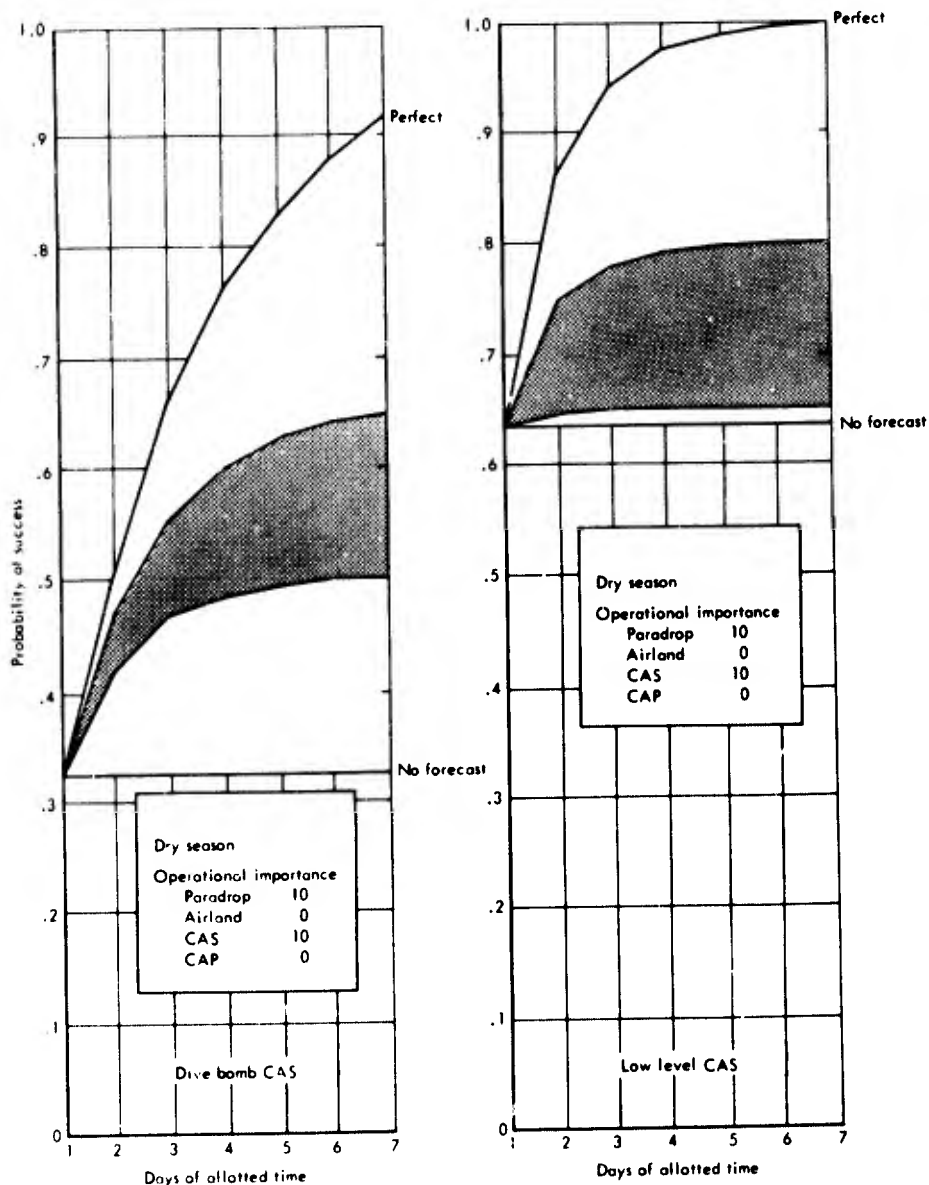 1.0
.9
.8
.7
.6
.5
.4
.3
.2
.1
0
Probability of success
Perfect
No forecast
Dry season
Operational importance
Paradrop 10
Airland 0
CAS 10
CAP 0
Dive bomb CAS
1 2 3 4 5 6 7
Days of allotted time
1.0
.9
.8
.7
.6
.5
.4
.3
.2
.1
0
Perfect
No forecast
Dry season
Operational importance
Paradrop 10
Airland 0
CAS 10
CAP 0
Low level CAS
1 2 3 4 5 6 7
Days of allotted time